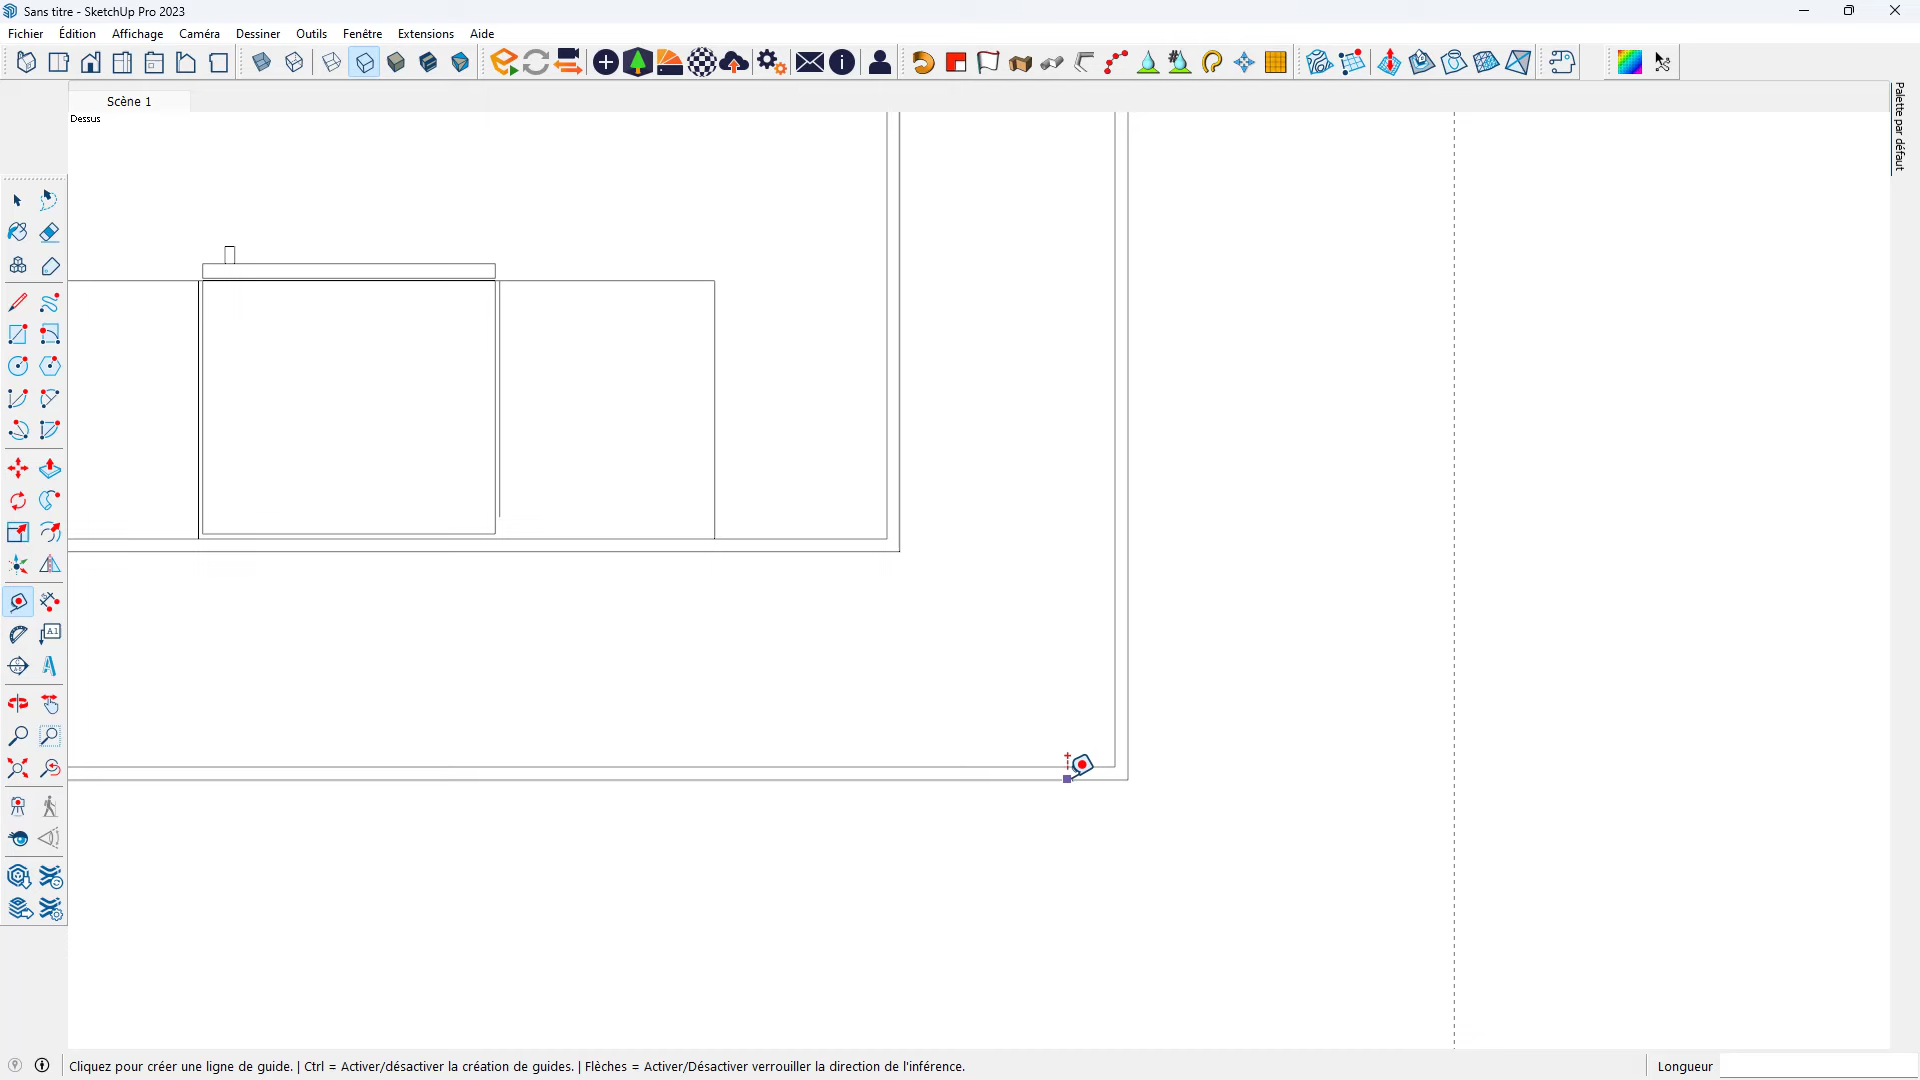 Sans titre - SketchUp Pro 2023
Fichier Édition Affichage Caméra Dessiner Outils Fenêtre Extensions Aide
Scène 1
Dessus
Palette par défaut
A1
Cliquez pour créer une ligne de guide. | Ctrl = Activer/désactiver la création de guides. | Flèches = Activer/Désactiver verrouiller la direction de l'inférence.
Longueur